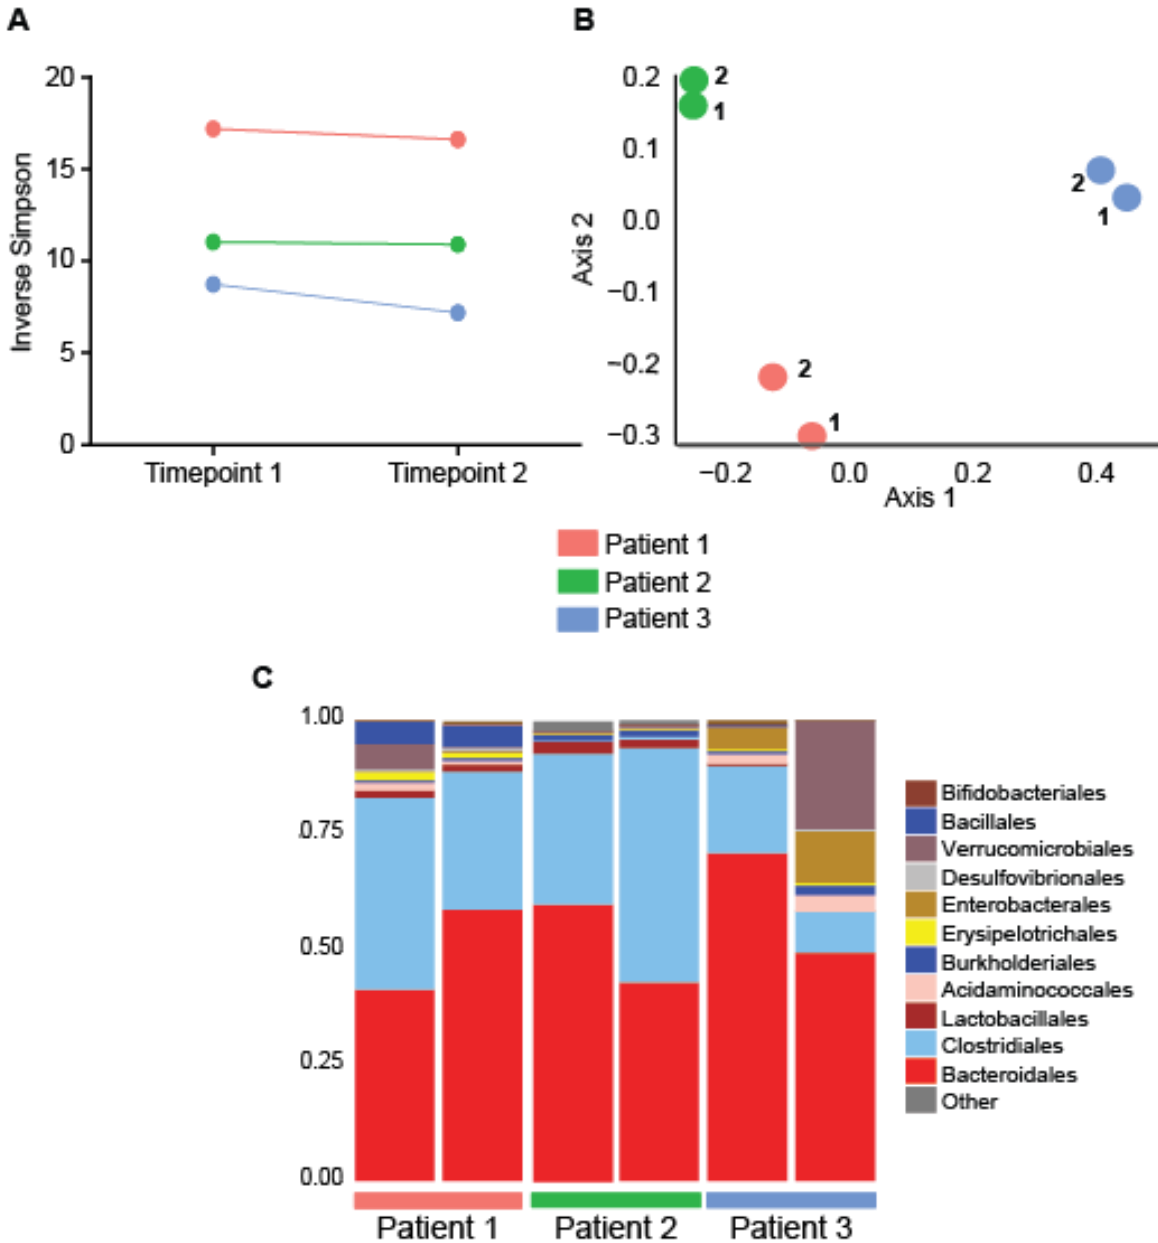 A
Inverse Simpson
20
15
10
5
0
Timepoint 1 Timepoint 2
B
Axis 2
0.2
0.1
0.0
−0.1
−0.2
−0.3
2
1
2
1
2
1
−0.2 0.0 0.2 0.4
Axis 1
Patient 1
Patient 2
Patient 3
C
1.00
0.75
0.50
0.25
0.00
Patient 1 Patient 2 Patient 3
Bifidobacteriales
Bacillales
Verrucomicrobiales
Desulfovibrionales
Enterobacterales
Erysipelotrichales
Burkholderiales
Acidaminococcales
Lactobacillales
Clostridiales
Bacteroidales
Other